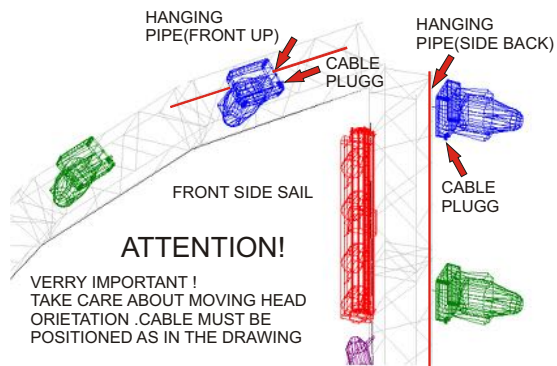 HANGING
PIPE(FRONT UP)
CABLE
PLUGG
HANGING
PIPE(SIDE BACK)
CABLE
PLUGG
FRONT SIDE SAIL
ATTENTION!
VERRY IMPORTANT !
TAKE CARE ABOUT MOVING HEAD
ORIETATION .CABLE MUST BE
POSITIONED AS IN THE DRAWING